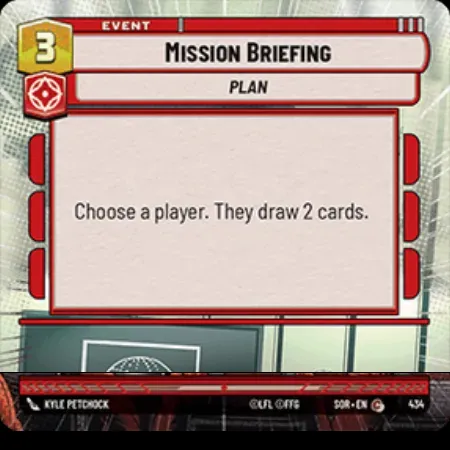 EVENT
3
MISSION BRIEFING
PLAN
Choose a player. They draw 2 cards.
KYLE PETCHOCK
©LFL ©FFG
SOR • EN
C
434